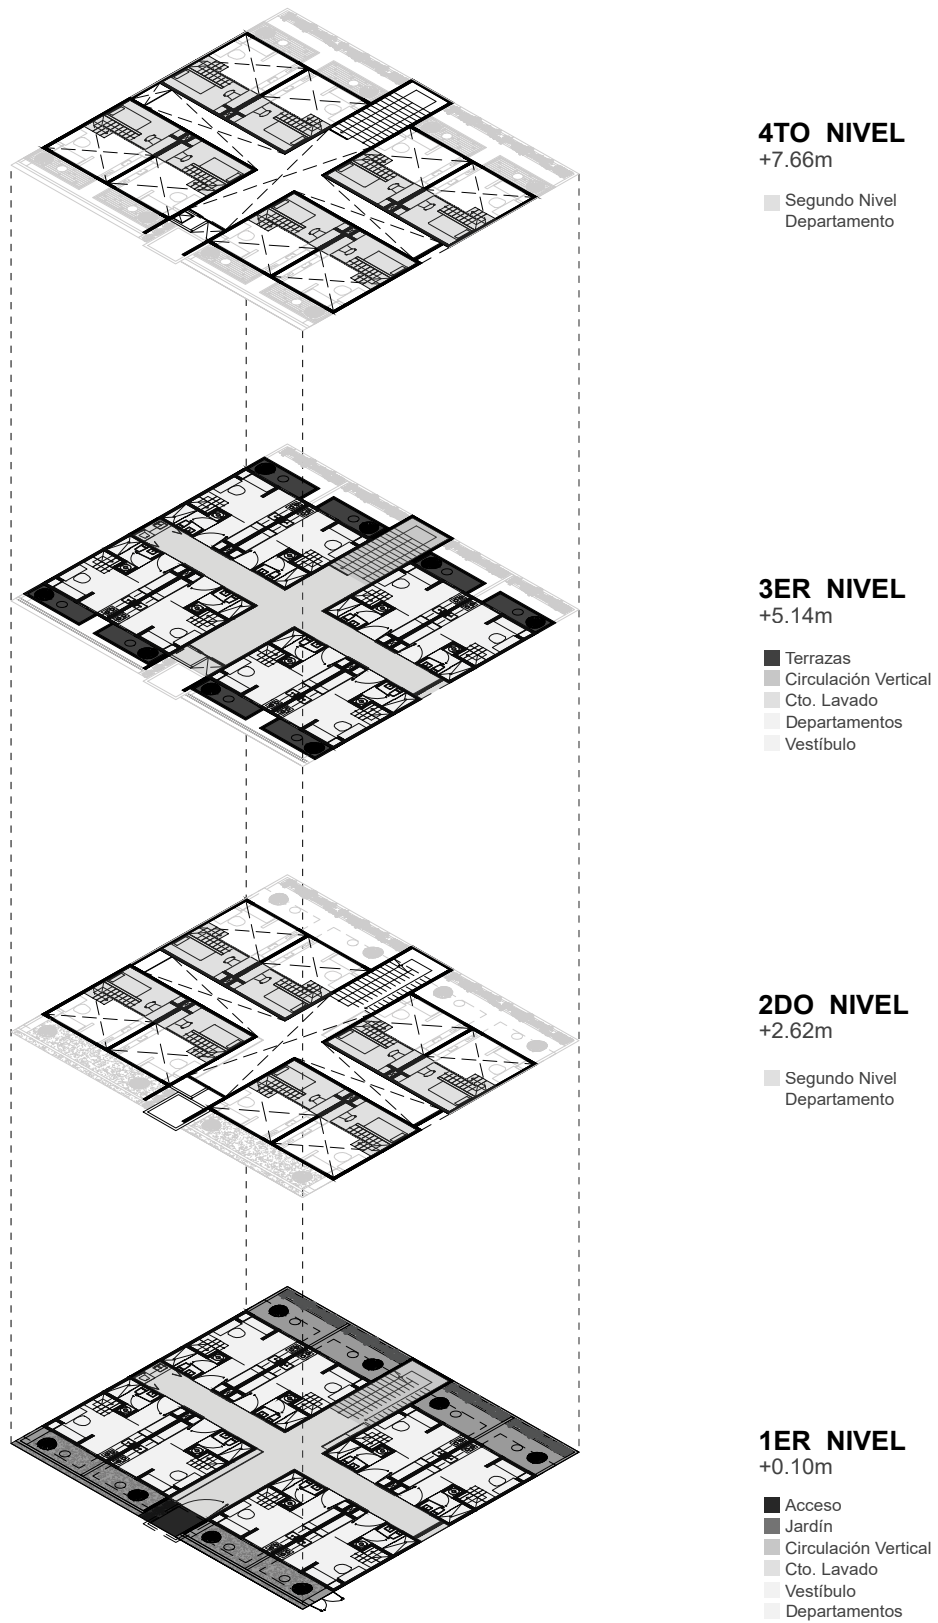 4TO NIVEL
+7.66m
Segundo Nivel
Departamento
3ER NIVEL
+5.14m
Terrazas
Circulación Vertical
Cto. Lavado
Departamentos
Vestíbulo
2DO NIVEL
+2.62m
Segundo Nivel
Departamento
1ER NIVEL
+0.10m
Acceso
Jardín
Circulación Vertical
Cto. Lavado
Vestíbulo
Departamentos